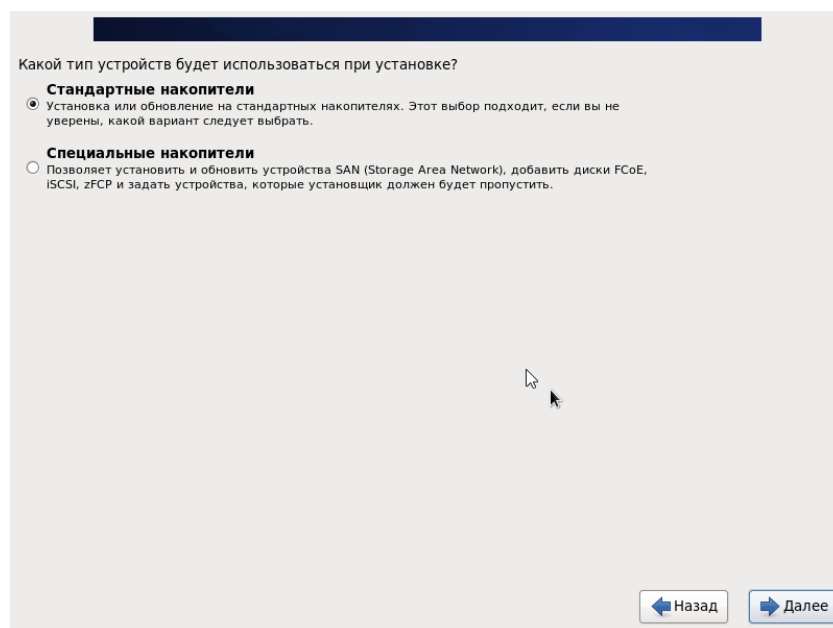 Какой тип устройств будет использоваться при установке?
Стандартные накопители
Установка или обновление на стандартных накопителях. Этот выбор подходит, если вы не
уверены, какой вариант следует выбрать.
Специальные накопители
Позволяет установить и обновить устройства SAN (Storage Area Network), добавить диски FCoE,
iSCSI, zFCP и задать устройства, которые установщик должен будет пропустить.
Назад Далее